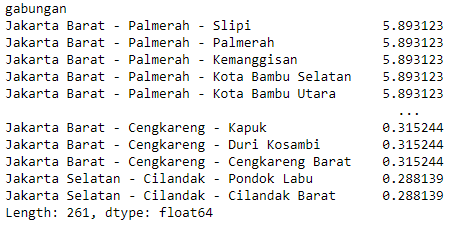 gabungan
Jakarta Barat - Palmerah - Slipi 5.893123
Jakarta Barat - Palmerah - Palmerah 5.893123
Jakarta Barat - Palmerah - Kemanggisan 5.893123
Jakarta Barat - Palmerah - Kota Bambu Selatan 5.893123
Jakarta Barat - Palmerah - Kota Bambu Utara 5.893123
...
Jakarta Barat - Cengkareng - Kapuk 0.315244
Jakarta Barat - Cengkareng - Duri Kosambi 0.315244
Jakarta Barat - Cengkareng - Cengkareng Barat 0.315244
Jakarta Selatan - Cilandak - Pondok Labu 0.288139
Jakarta Selatan - Cilandak - Cilandak Barat 0.288139
Length: 261, dtype: float64